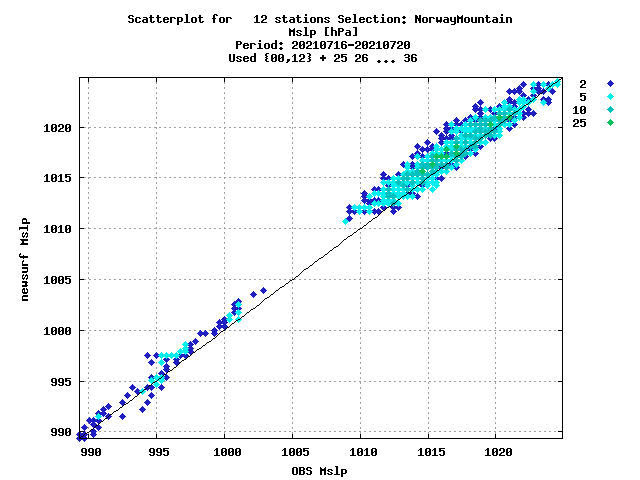 Scatterplot for   12 stations Selection: NorwayMountain
Mslp [hPa]
Period: 20210716-20210720
Used {00,12} + 25 26 ... 36
2
5
10
25
1020
1015
1010
1005
1000
995
990
newsurf Mslp
990 995 1000 1005 1010 1015 1020
OBS Mslp